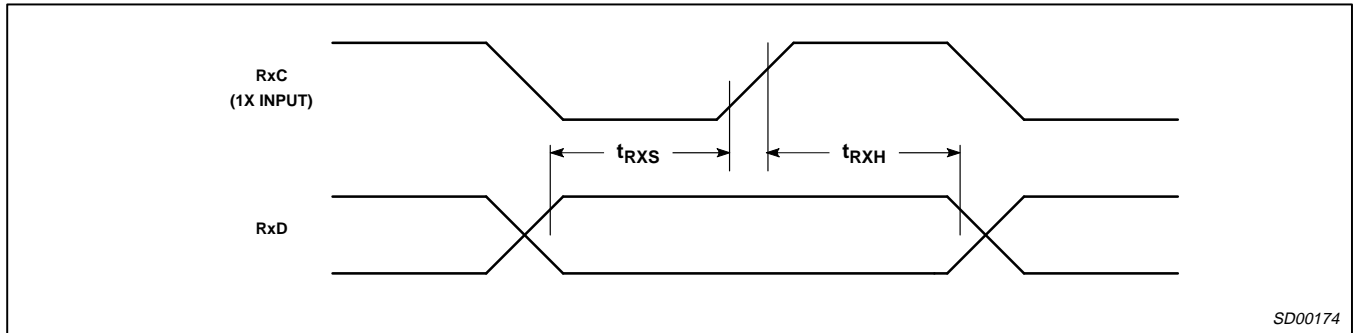 RxC
(1X INPUT)
tRXS
tRXH
RxD
SD00174